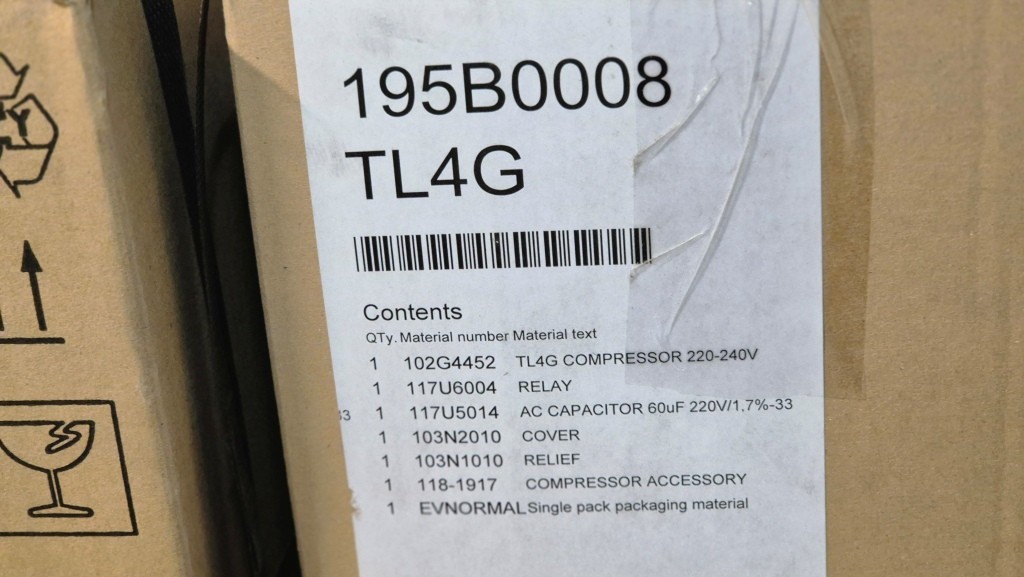 195B0008
TL4G
Contents
QTy. Material number Material text
1 102G4452 TL4G COMPRESSOR 220-240V
1 117U6004 RELAY
33 1 117U5014 AC CAPACITOR 60uF 220V/1,7%-33
1 103N2010 COVER
1 103N1010 RELIEF
1 118-1917 COMPRESSOR ACCESSORY
1 EVNORMAL Single pack packaging material